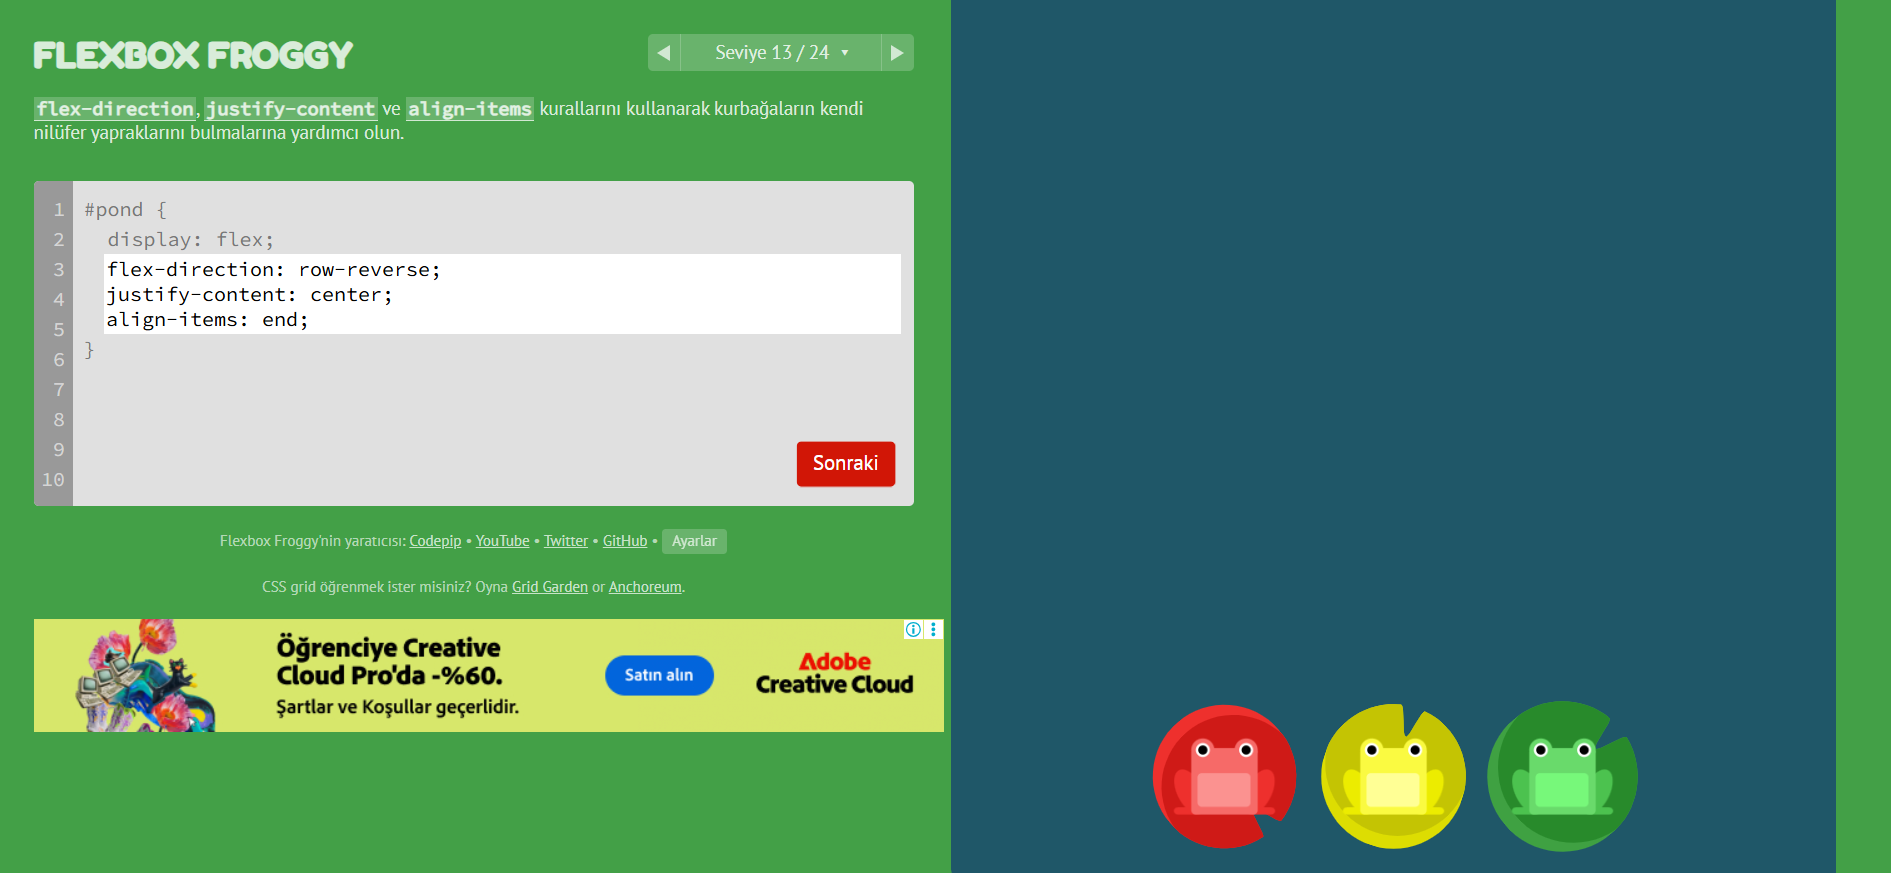 FLEXBOX FROGGY
◀ Seviye 13 / 24 ▼ ▶
flex-direction, justify-content ve align-items kurallarını kullanarak kurbağaların kendi
nilüfer yapraklarını bulmalarına yardımcı olun.
1 #pond {
2 display: flex;
3 flex-direction: row-reverse;
4 justify-content: center;
5 align-items: end;
6 }
7
8
9
10
Sonraki
Flexbox Froggy'nin yaratıcısı: Codepip • YouTube • Twitter • GitHub • Ayarlar
CSS grid öğrenmek ister misiniz? Oyna Grid Garden or Anchoreum.
Öğrenciye Creative
Cloud Pro'da -%60.
Şartlar ve Koşullar geçerlidir.
Satın alın
Adobe
Creative Cloud